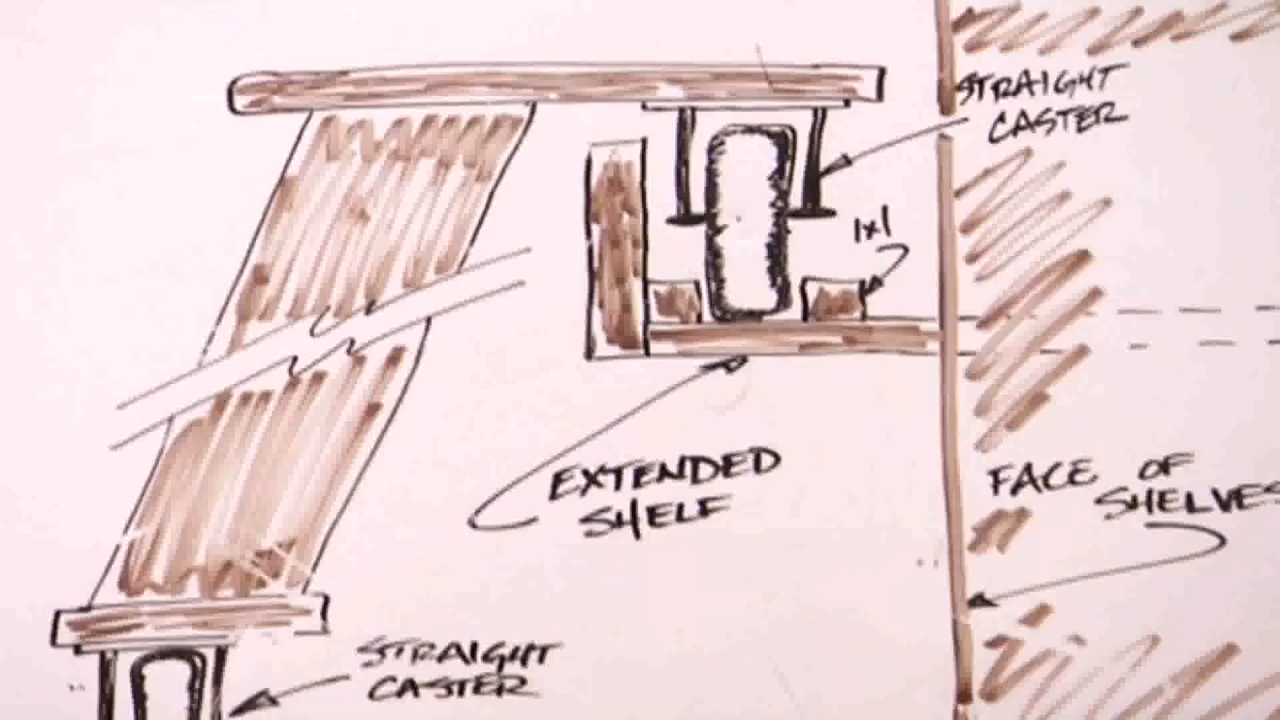 STRAIGHT
CASTER
1x1
EXTENDED
SHELF
FACE OF
SHELVES
STRAIGHT
CASTER